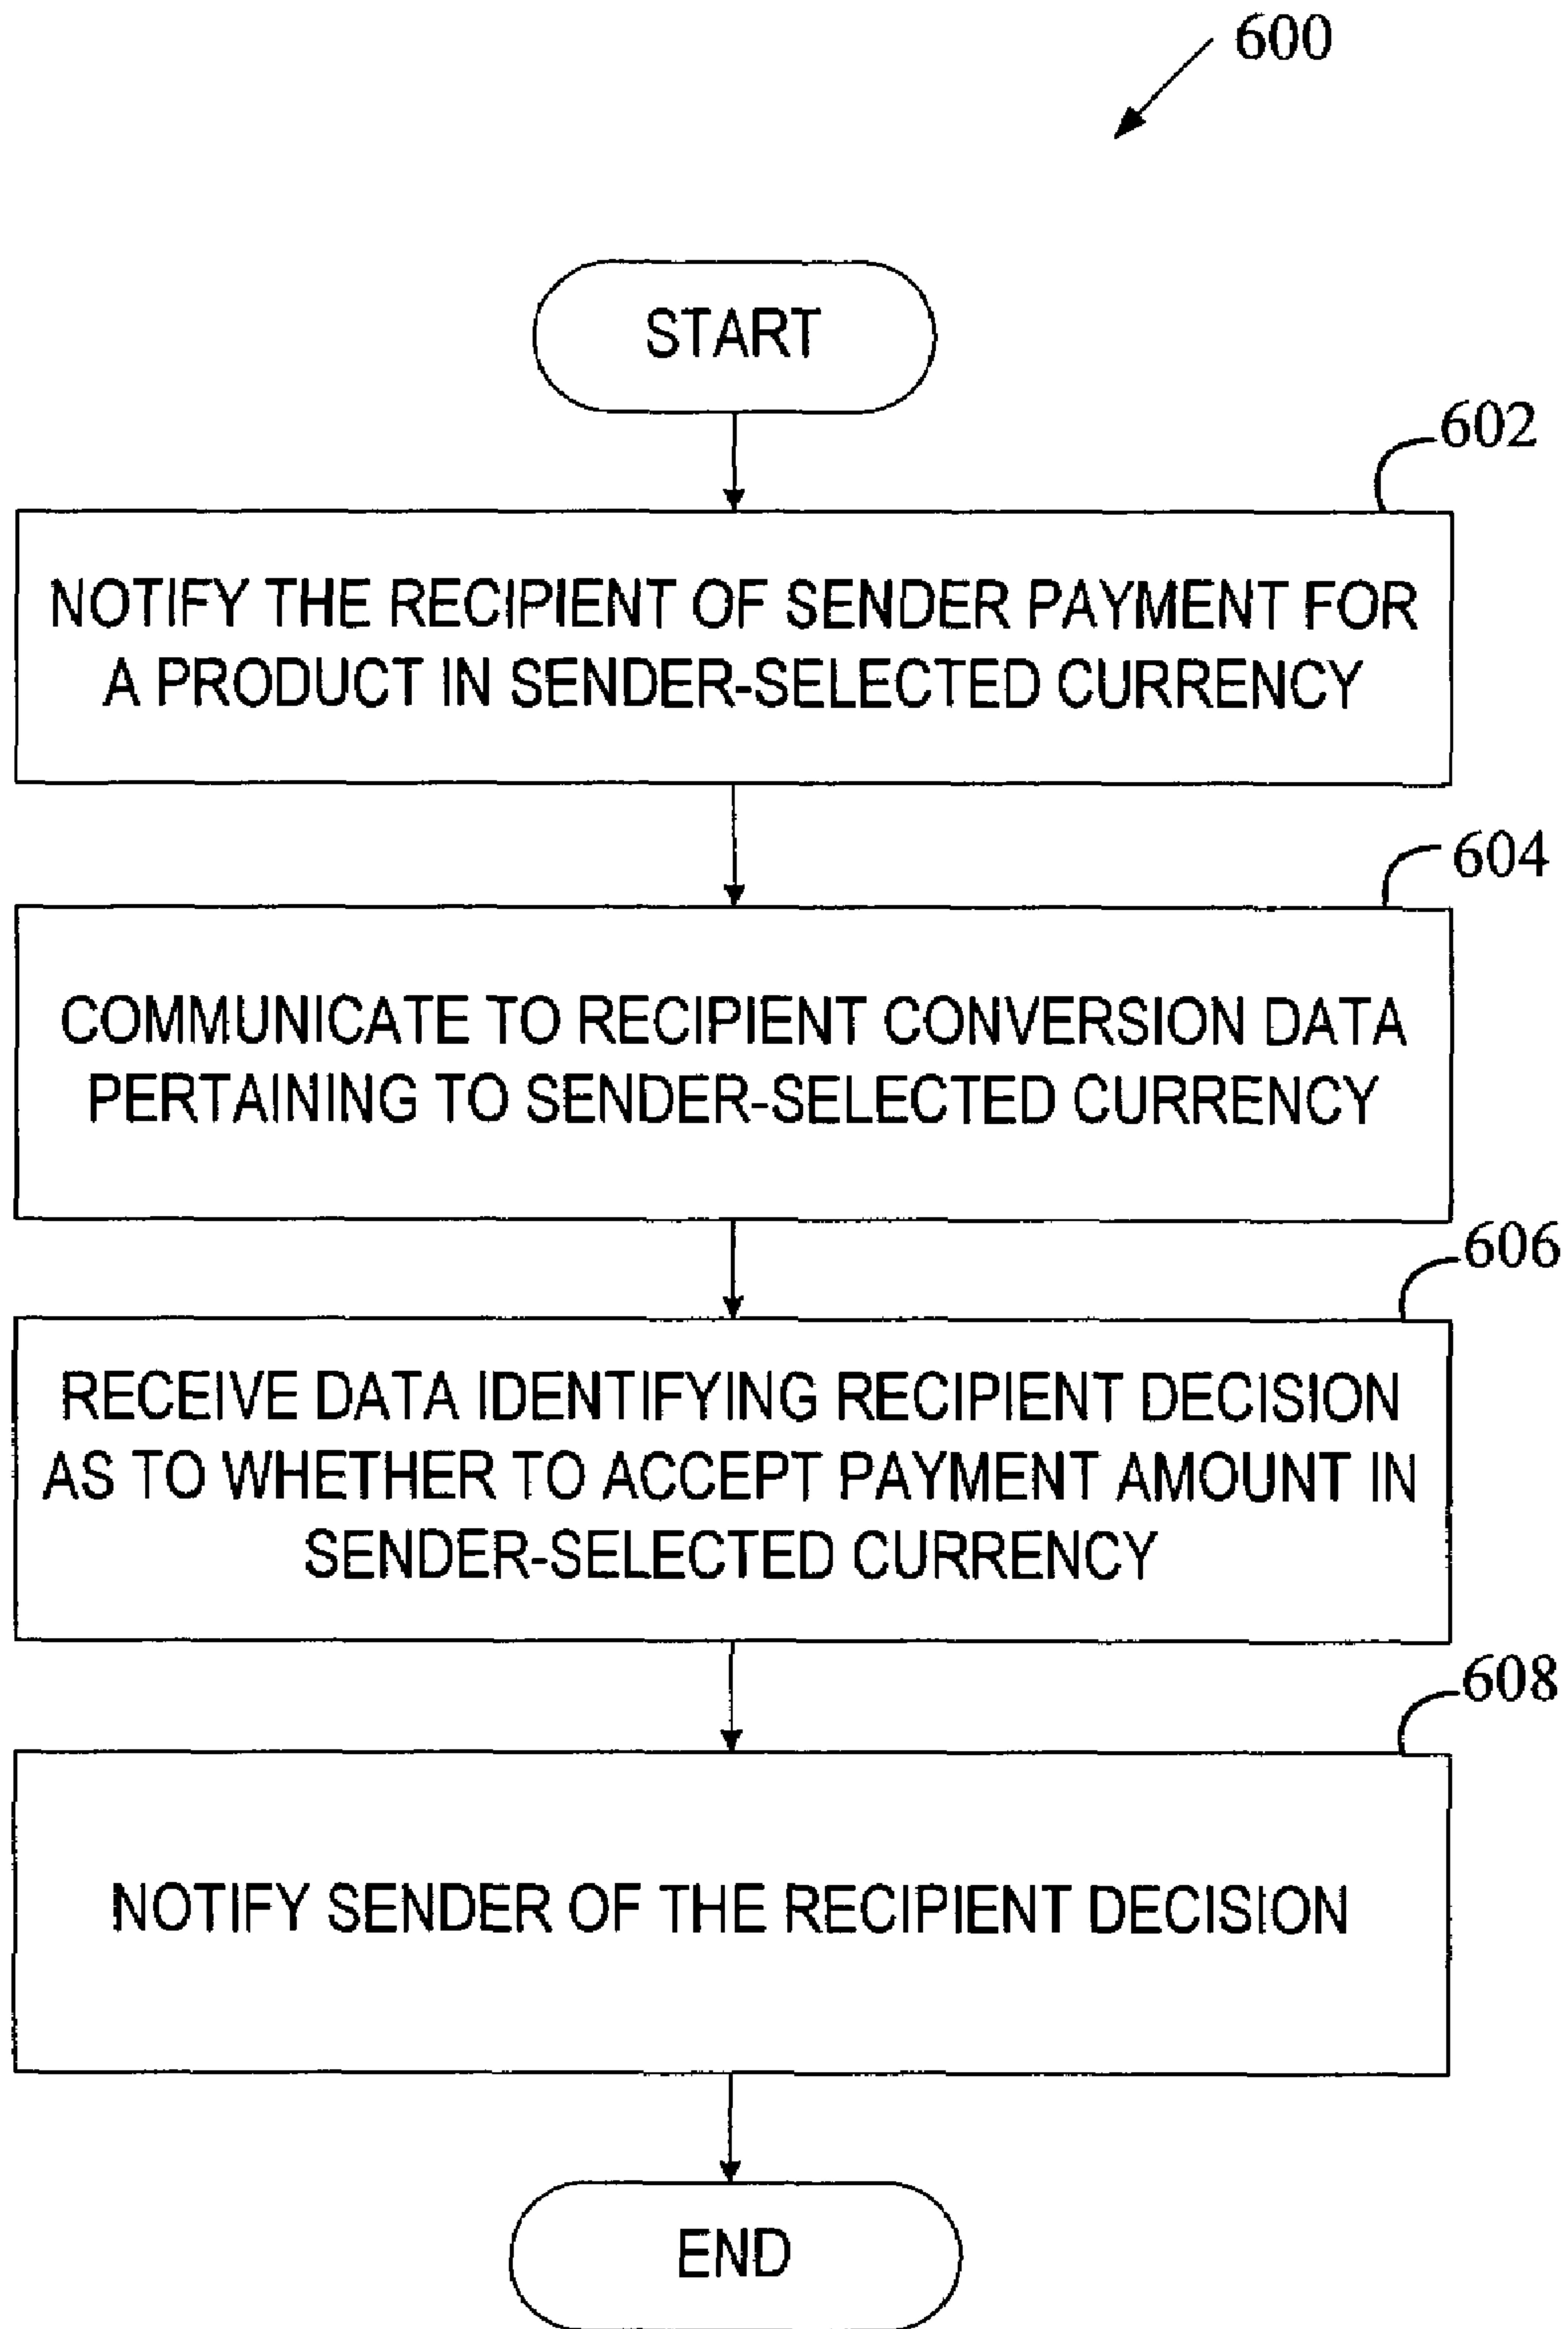 600
START
602
NOTIFY THE RECIPIENT OF SENDER PAYMENT FOR
A PRODUCT IN SENDER-SELECTED CURRENCY
604
COMMUNICATE TO RECIPIENT CONVERSION DATA
PERTAINING TO SENDER-SELECTED CURRENCY
606
RECEIVE DATA IDENTIFYING RECIPIENT DECISION
AS TO WHETHER TO ACCEPT PAYMENT AMOUNT IN
SENDER-SELECTED CURRENCY
608
NOTIFY SENDER OF THE RECIPIENT DECISION
END